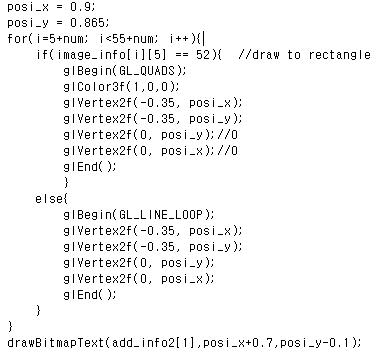 posi_x = 0.9;
posi_y = 0.865;
for(i=5+num; i<55+num; i++){
if(image_info[i][5] == 52){ //draw to rectangle
glBegin(GL_QUADS);
glColor3f(1,0,0);
glVertex2f(-0.35, posi_x);
glVertex2f(-0.35, posi_y);
glVertex2f(0, posi_y);//0
glVertex2f(0, posi_x);//0
glEnd();
}
else{
glBegin(GL_LINE_LOOP);
glVertex2f(-0.35, posi_x);
glVertex2f(-0.35, posi_y);
glVertex2f(0, posi_y);
glVertex2f(0, posi_x);
glEnd();
}
}
drawBitmapText(add_info2[1],posi_x+0.7,posi_y-0.1);